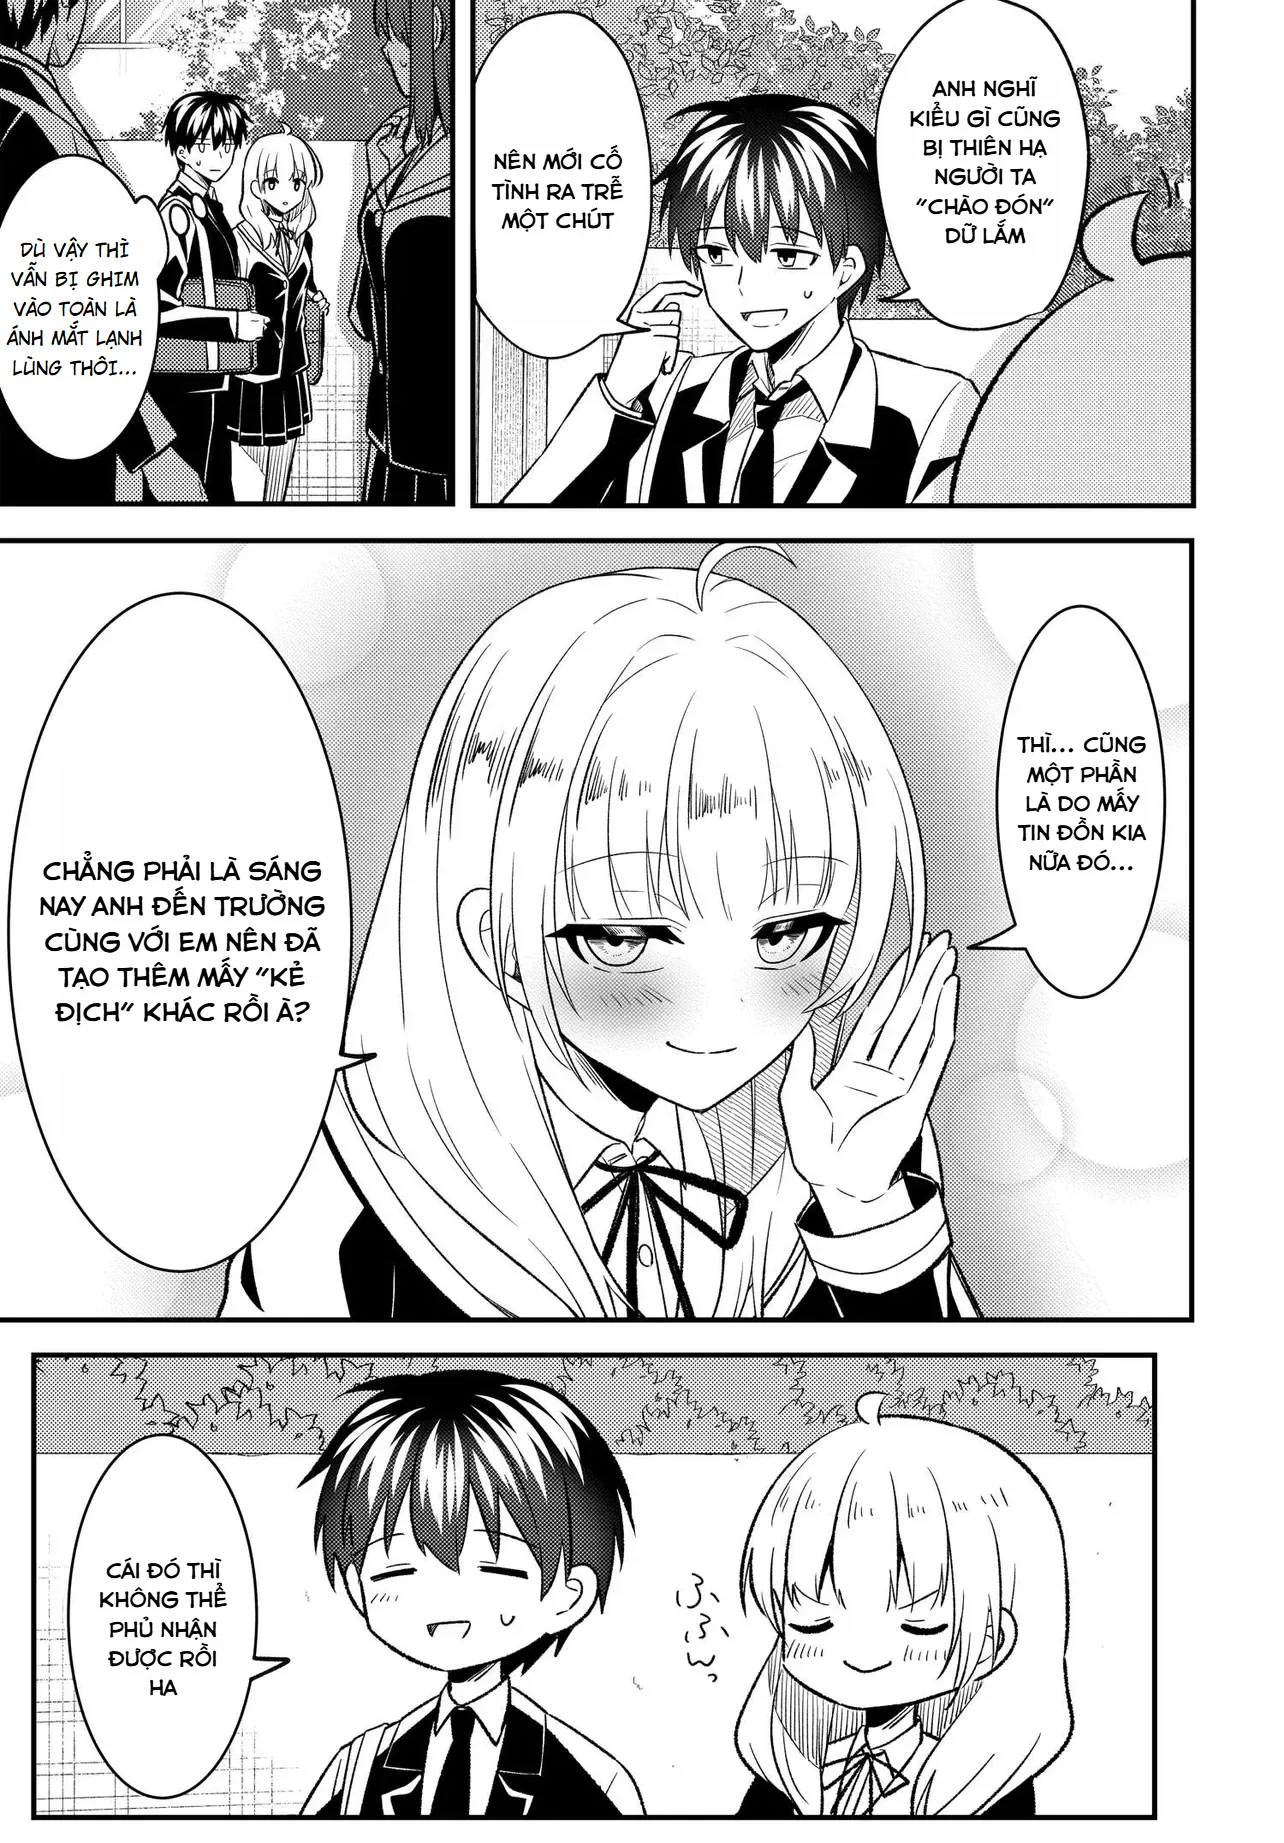 ANH NGHĨ
KIỂU GÌ CŨNG
BỊ THIÊN HẠ
NGƯỜI TA
“CHÀO ĐÓN”
DỮ LẮM
NÊN MỚI CỐ
TÌNH RA TRỄ
MỘT CHÚT
DÙ VẬY THÌ
VẪN BỊ GHIM
VÀO TOÀN LÀ
ÁNH MẮT LẠNH
LÙNG THÔI...
THÌ... CŨNG
MỘT PHẦN
LÀ DO MẤY
TIN ĐỒN KIA
NỮA ĐÓ...
CHẲNG PHẢI LÀ SÁNG
NAY ANH ĐẾN TRƯỜNG
CÙNG VỚI EM NÊN ĐÃ
TẠO THÊM MẤY “KẺ
ĐỊCH” KHÁC RỒI À?
ふふんっ
CÁI ĐÓ THÌ
KHÔNG THỂ
PHỦ NHẬN
ĐƯỢC RỒI
HA